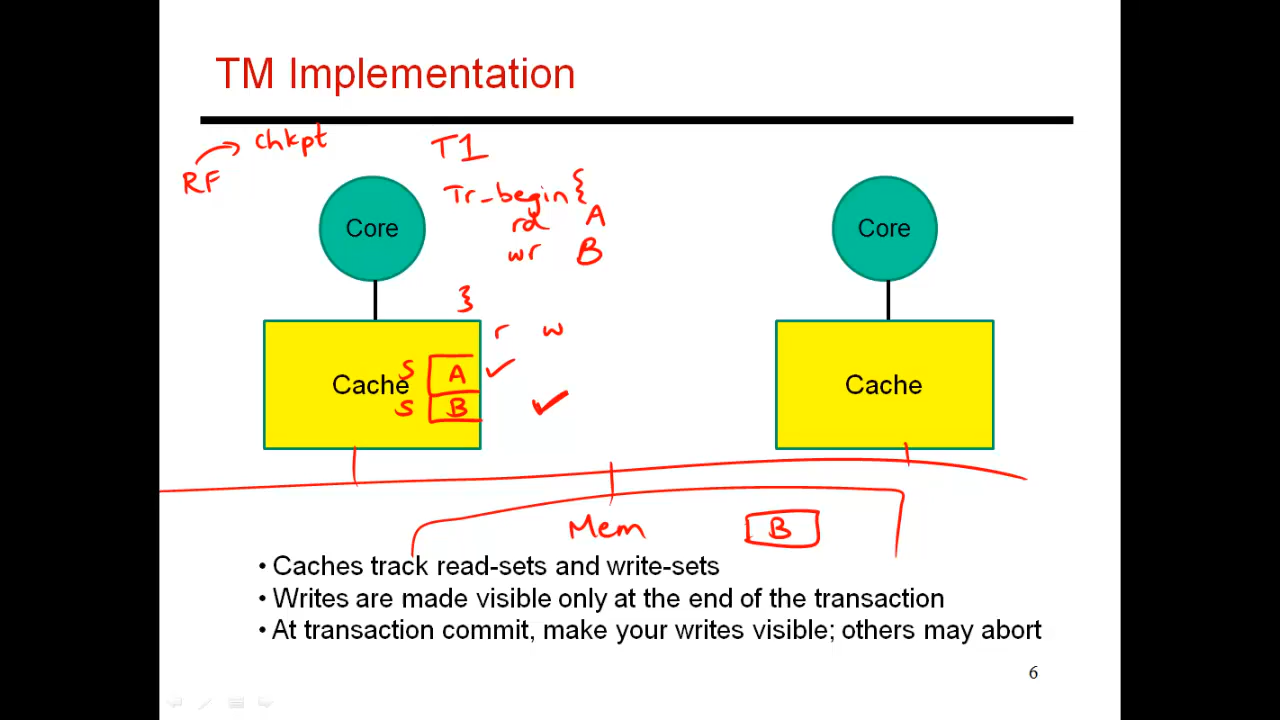 TM Implementation
chkpt
RF
T1
Tr_begin {
rd A
wr B
}
Core
Core
r w
S A ✓
Cache
S B ✓
Cache
Mem B
• Caches track read-sets and write-sets
• Writes are made visible only at the end of the transaction
• At transaction commit, make your writes visible; others may abort
6